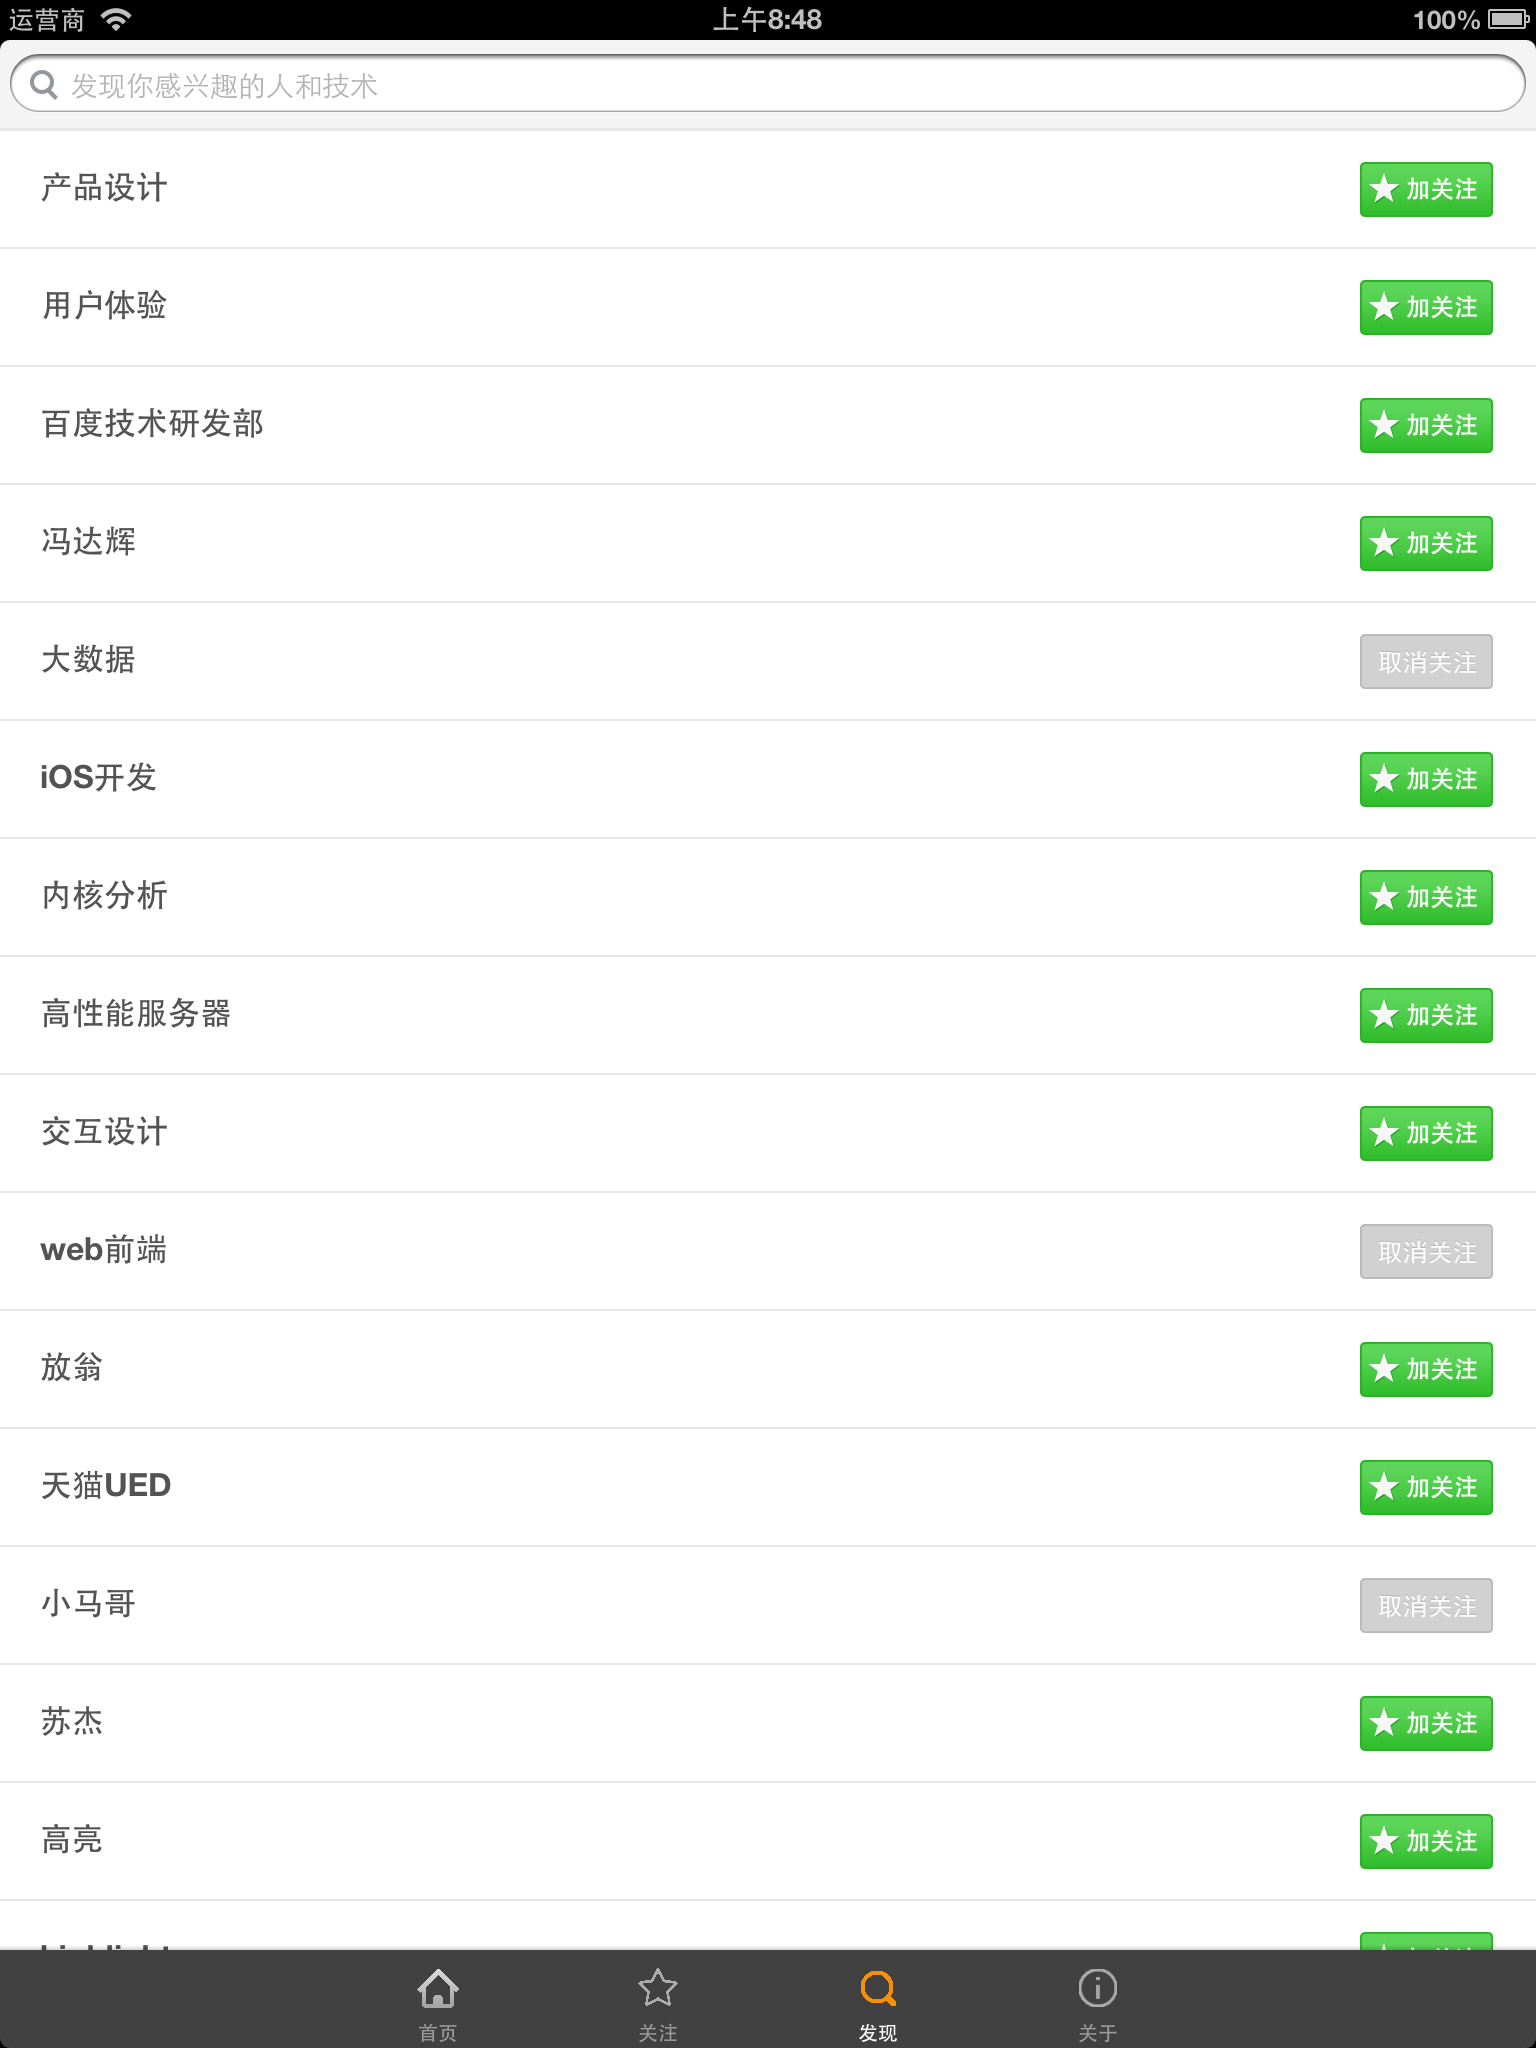 运营商 上午8:48 100%
发现你感兴趣的人和技术
产品设计 加关注
用户体验 加关注
百度技术研发部 加关注
冯达辉 加关注
大数据 取消关注
iOS开发 加关注
内核分析 加关注
高性能服务器 加关注
交互设计 加关注
web前端 取消关注
放翁 加关注
天猫UED 加关注
小马哥 取消关注
苏杰 加关注
高亮 加关注
首页 关注 发现 关于